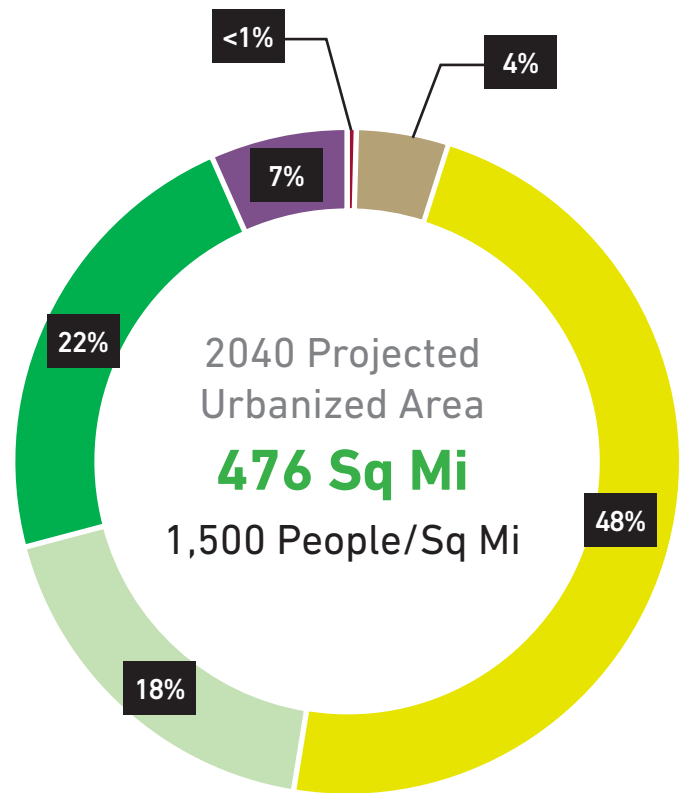 <1%
4%
7%
22%
2040 Projected
Urbanized Area
476 Sq Mi
1,500 People/Sq Mi
48%
18%